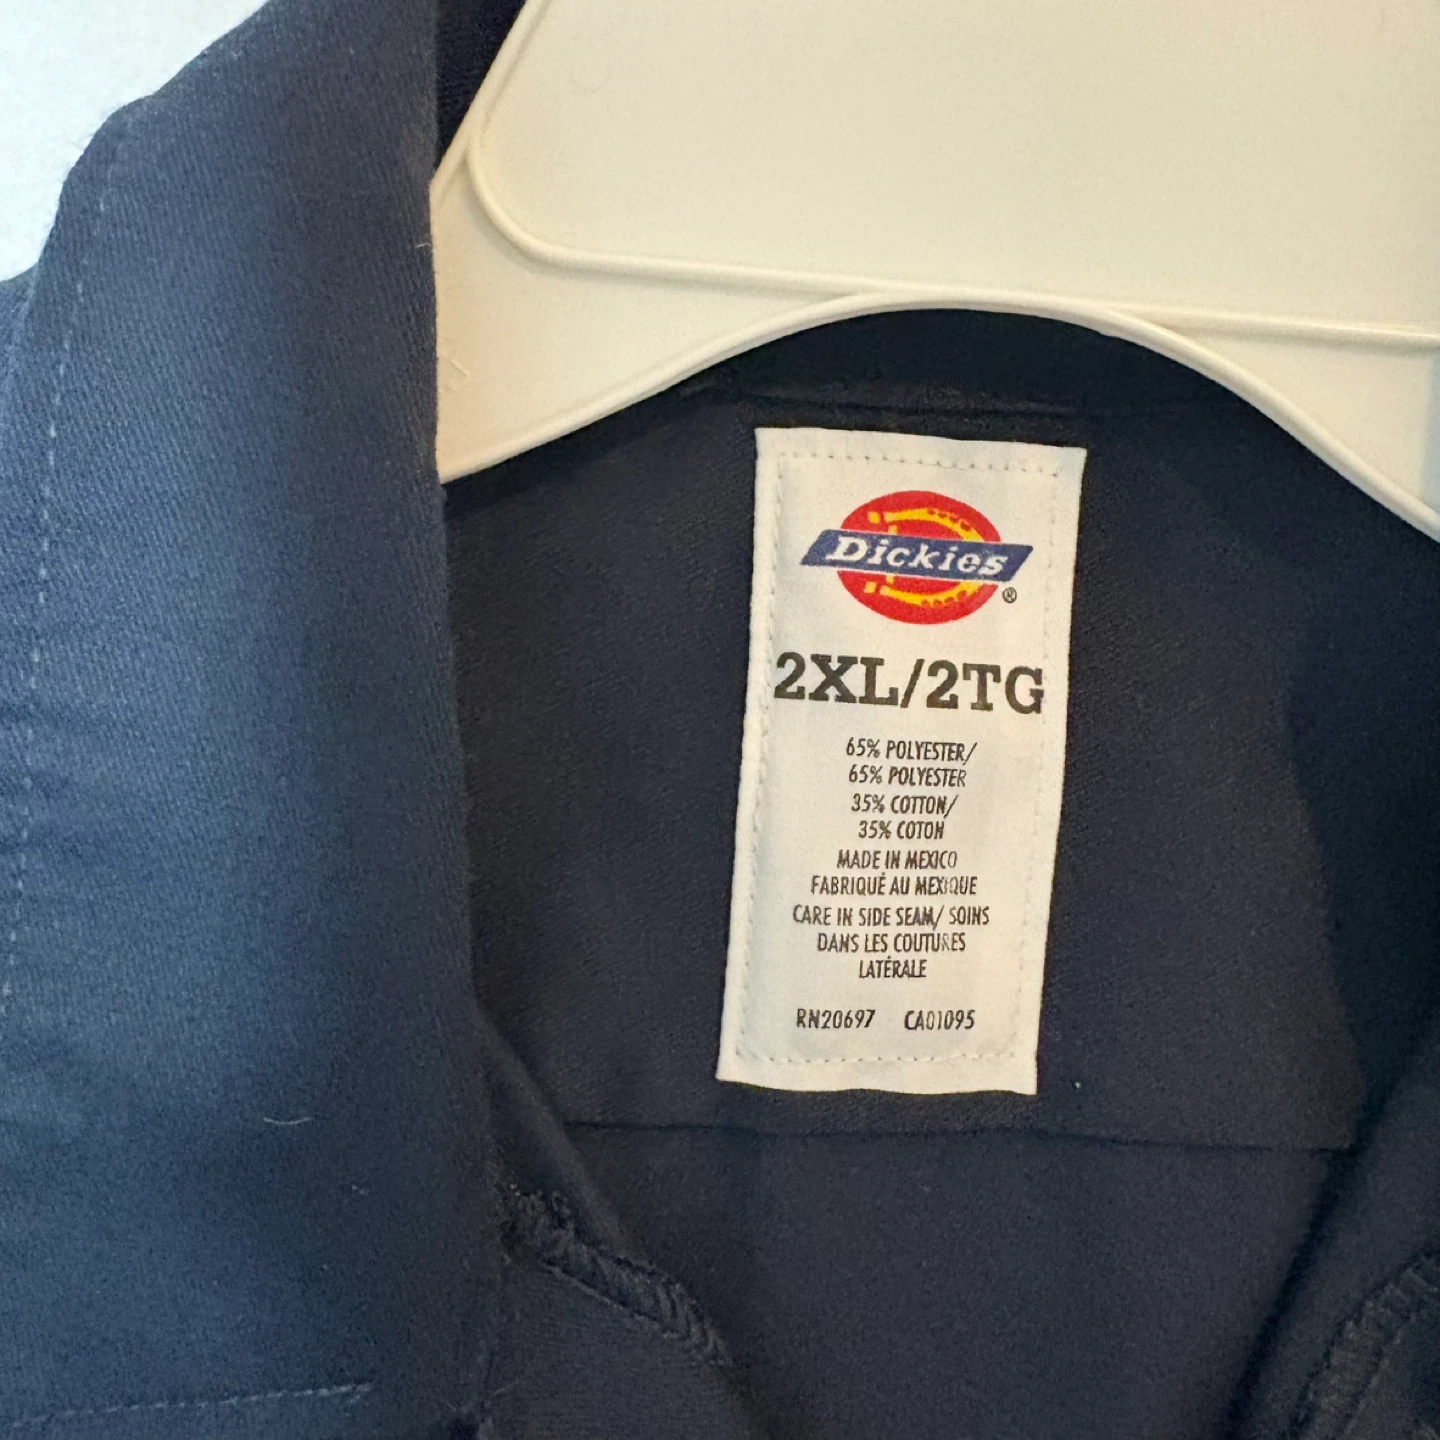 Dickies
®
2XL/2TG
65% POLYESTER/
65% POLYESTER
35% COTTON/
35% COTON
MADE IN MEXICO
FABRIQUÉ AU MEXIQUE
CARE IN SIDE SEAM/ SOINS
DANS LES COUTURES
LATÉRALE
RN20697 CA01095